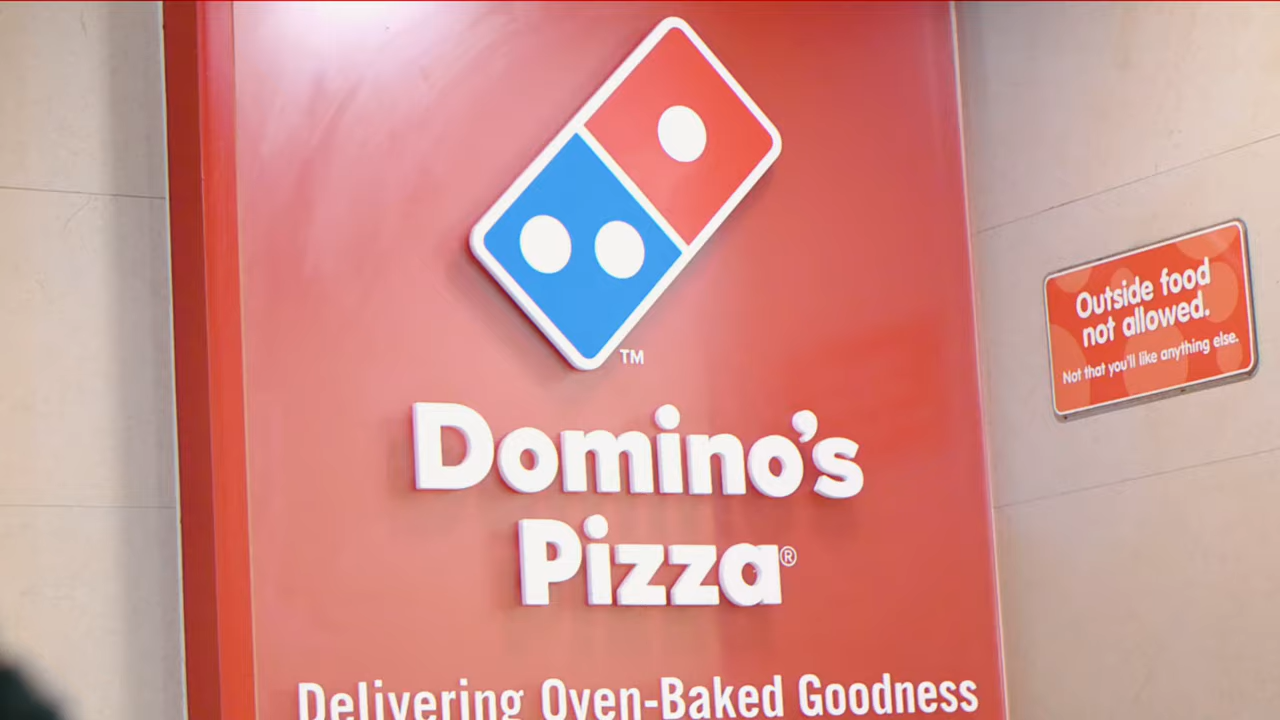 TM
Domino's
Pizza®
Delivering Oven-Baked Goodness
Outside food
not allowed.
Not that you'll like anything else.